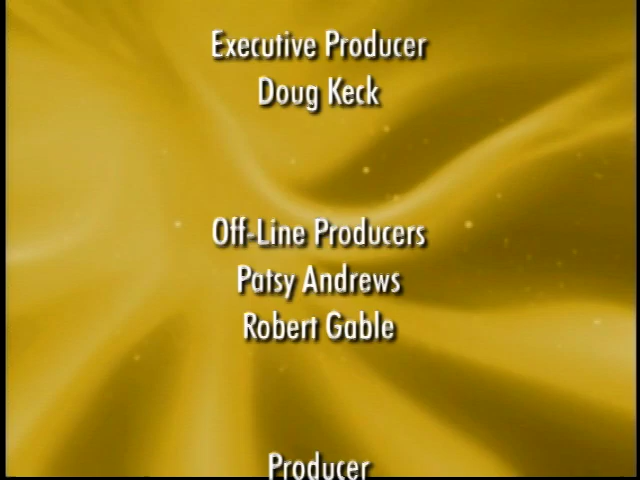 Executive Producer
Doug Keck
Off-Line Producers
Patsy Andrews
Robert Gable
Producer